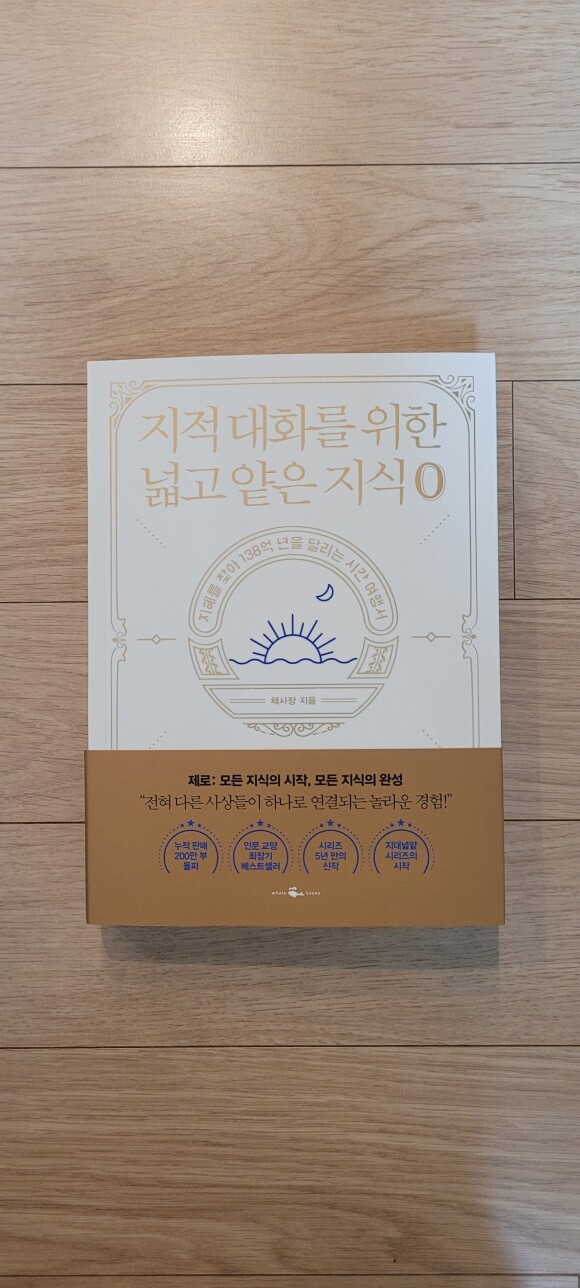 지적 대화를 위한
넓고 얕은 지식 0
지혜를 찾아 138억 년을 달리는 시간 여행서
채사장 지음
제로: 모든 지식의 시작, 모든 지식의 완성
“전혀 다른 사상들이 하나로 연결되는 놀라운 경험!”
누적 판매
200만 부
돌파
인문 교양
최장기
베스트셀러
시리즈
5년 만의
신작
지대넓얕
시리즈의
시작
whale books